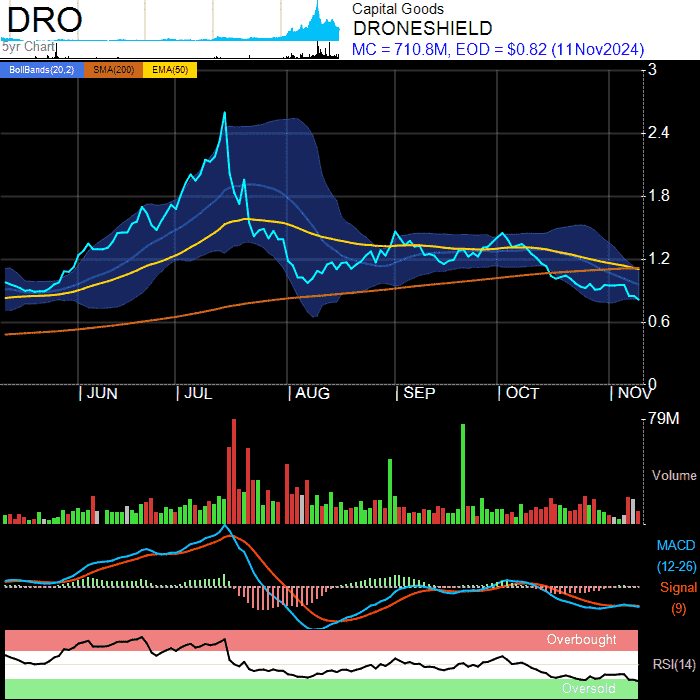 DRO
Capital Goods
DRONESHIELD
MC = 710.8M, EOD = $0.82 (11Nov2024)
5yr Chart
BollBands(20,2) SMA(200) EMA(50)
3
2.4
1.8
1.2
0.6
0
JUN JUL AUG SEP OCT NOV
79M
Volume
MACD
(12-26)
Signal
(9)
Overbought
RSI(14)
Oversold